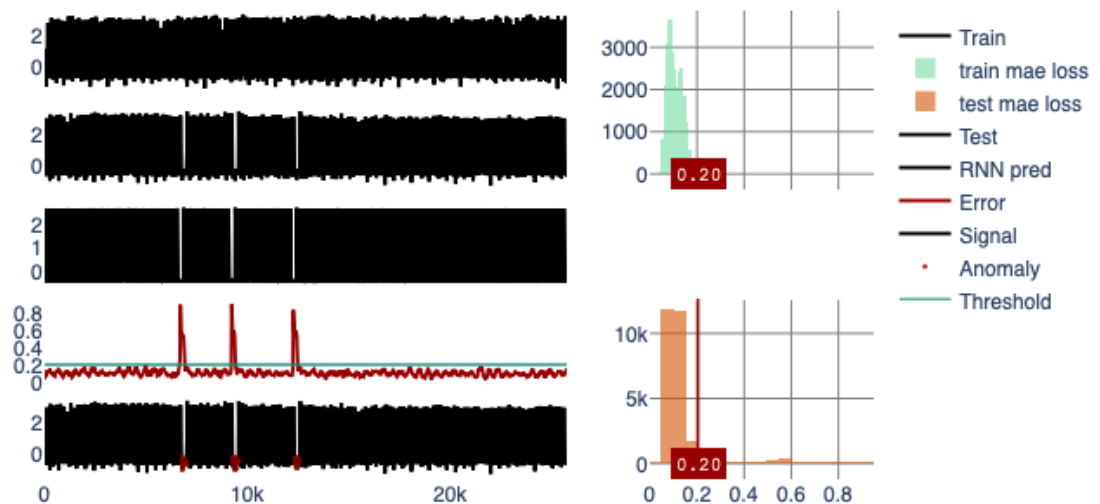 2
0
2
0
2
1
0
0.8
0.6
0.4
0.2
0
2
0
0
10k
20k
3000
2000
1000
0
0.20
10k
5k
0
0.20
0
0.2
0.4
0.6
0.8
Train
train mae loss
test mae loss
Test
RNN pred
Error
Signal
Anomaly
Threshold